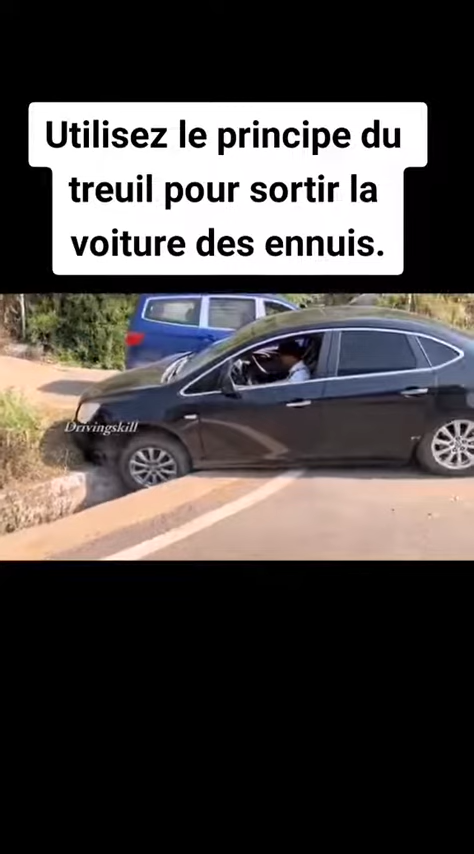 Utilisez le principe du
treuil pour sortir la
voiture des ennuis.
Drivingskill